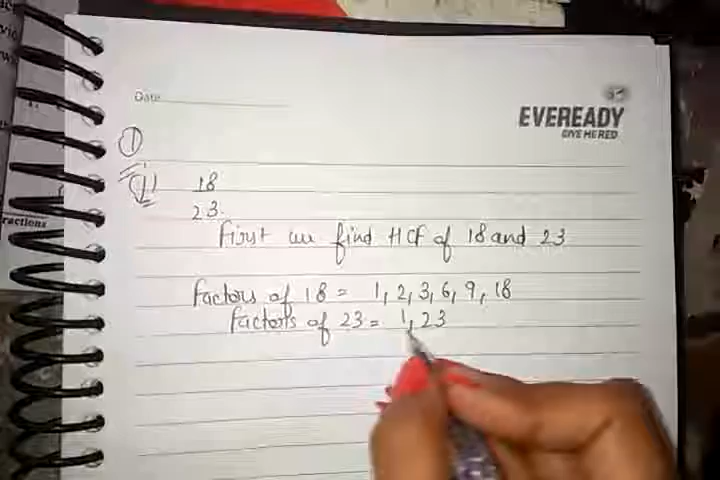 Date
EVEREADY
GIVE ME RED
①
18
23.
First we find HCF of 18 and 23
factors of 18 = 1, 2, 3, 6, 9, 18
factors of 23 = 1, 23
ractions